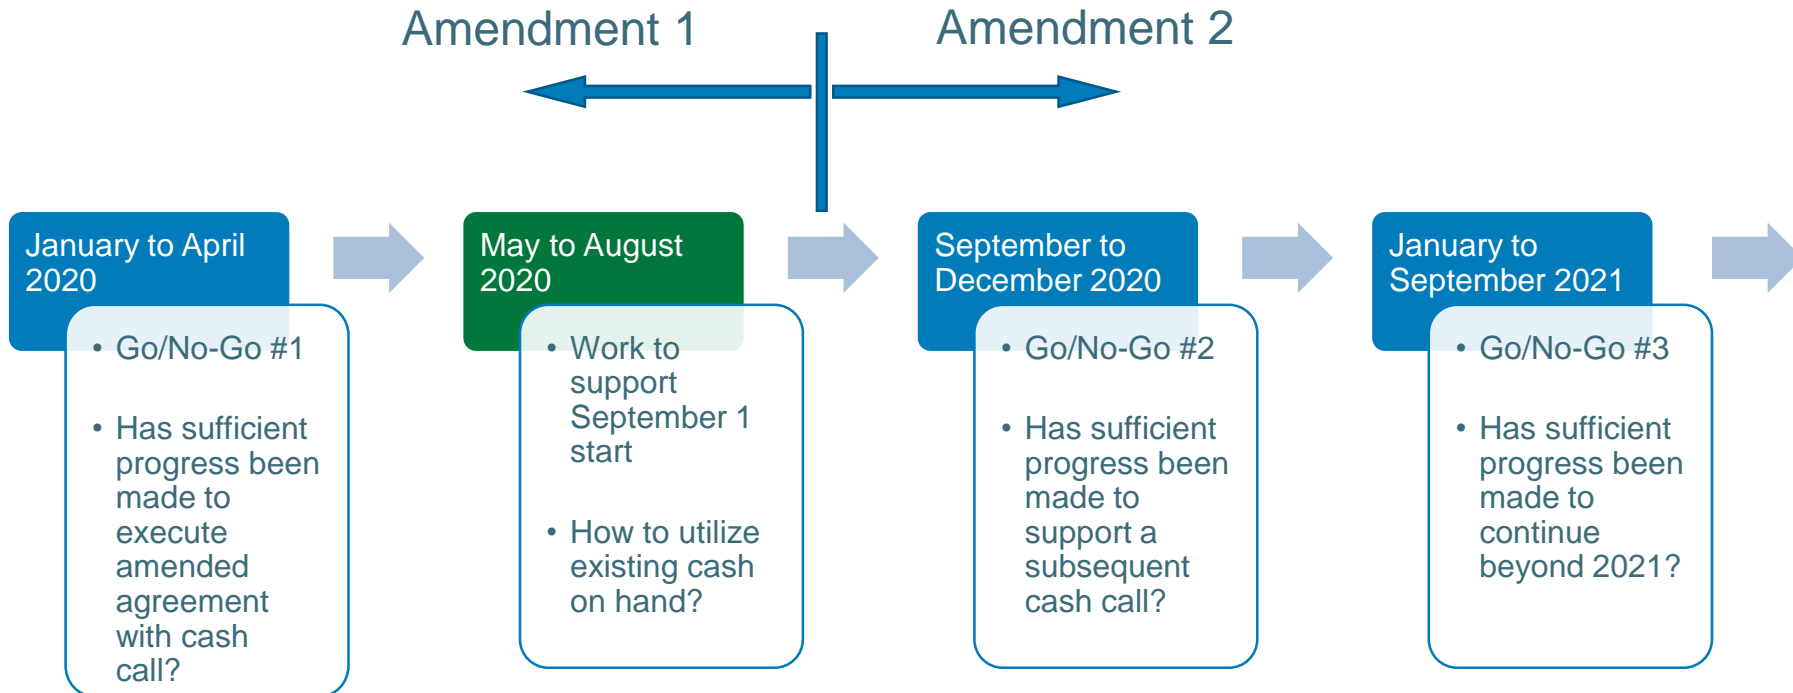 Amendment 1
Amendment 2
January to April
2020
• Go/No-Go #1
• Has sufficient
progress been
made to
execute
amended
agreement
with cash
call?
May to August
2020
• Work to
support
September 1
start
• How to utilize
existing cash
on hand?
September to
December 2020
• Go/No-Go #2
• Has sufficient
progress been
made to
support a
subsequent
cash call?
January to
September 2021
• Go/No-Go #3
• Has sufficient
progress been
made to
continue
beyond 2021?